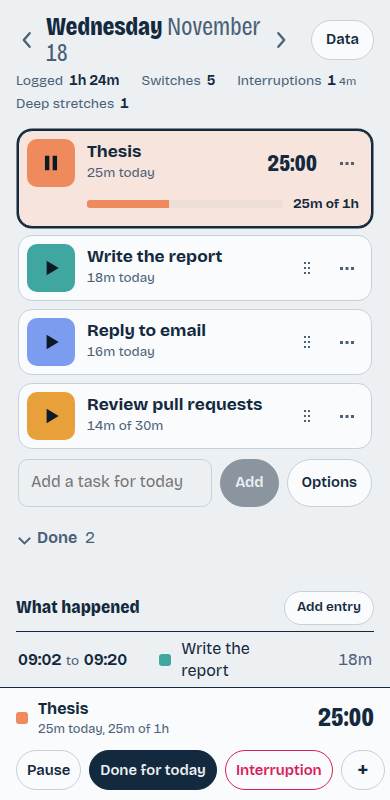 Wednesday November
18
Data
Logged 1h 24m Switches 5 Interruptions 1 4m
Deep stretches 1
Thesis
25m today
25:00
25m of 1h
Write the report
18m today
Reply to email
16m today
Review pull requests
14m of 30m
Add a task for today
Add
Options
Done 2
What happened
Add entry
09:02 to 09:20
Write the
report
18m
Thesis
25m today, 25m of 1h
25:00
Pause
Done for today
Interruption
+